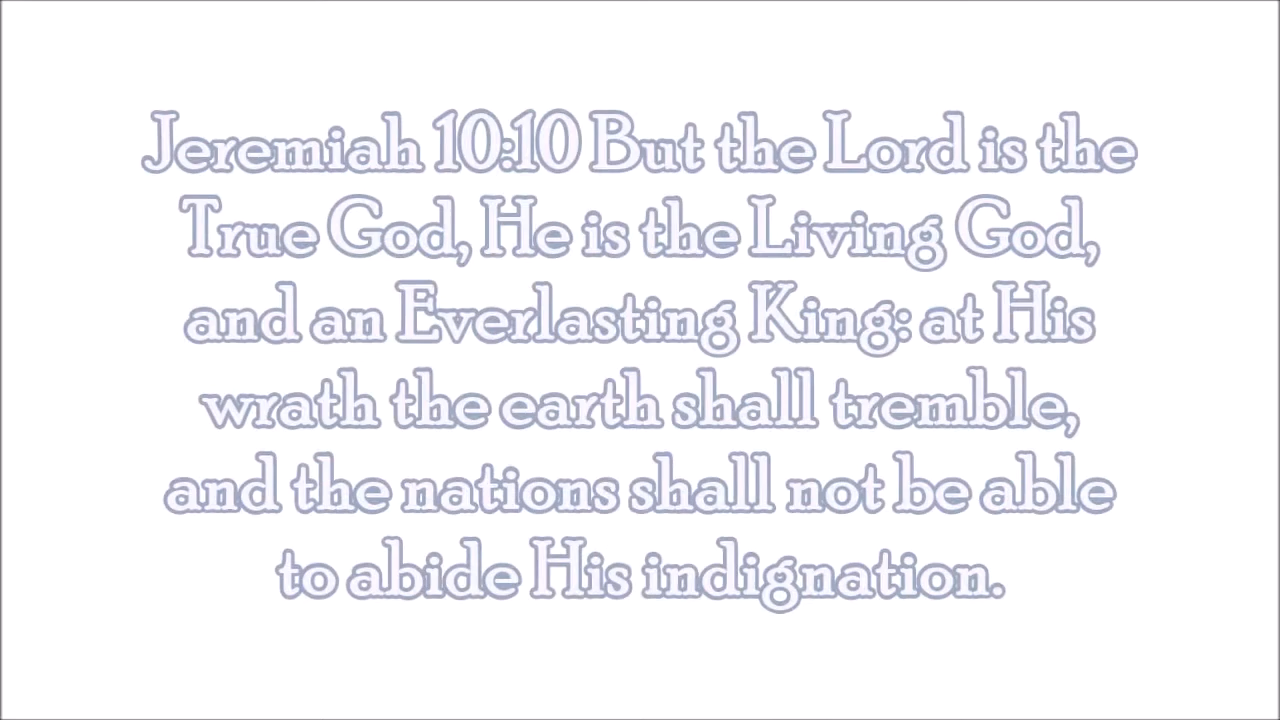 Jeremiah 10:10 But the Lord is the
True God, He is the Living God,
and an Everlasting King: at His
wrath the earth shall tremble,
and the nations shall not be able
to abide His indignation.